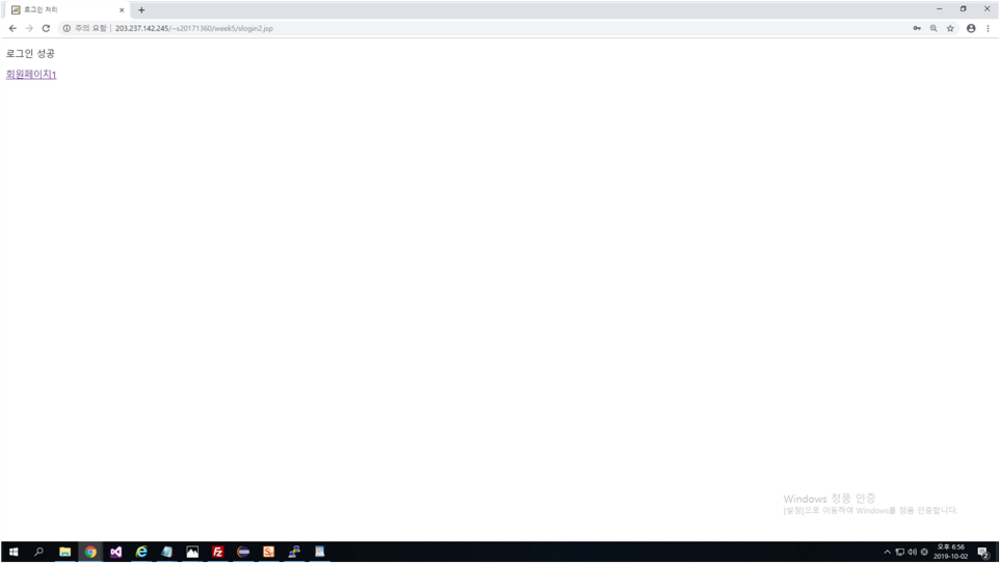 로그인 처리
주의 요함 | 203.237.142.245/~s20171360/week5/slogin2.jsp
로그인 성공
회원페이지1
Windows 정품 인증
[설정]으로 이동하여 Windows를 정품 인증합니다.
오후 6:56
2019-10-02
2